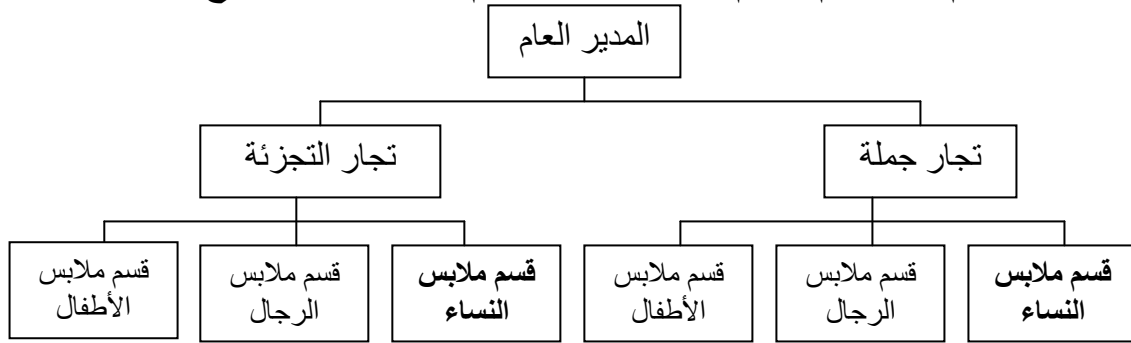 المدير العام
تجار جملة
تجار التجزئة
قسم ملابس
النساء
قسم ملابس
الرجال
قسم ملابس
الأطفال
قسم ملابس
النساء
قسم ملابس
الرجال
قسم ملابس
الأطفال